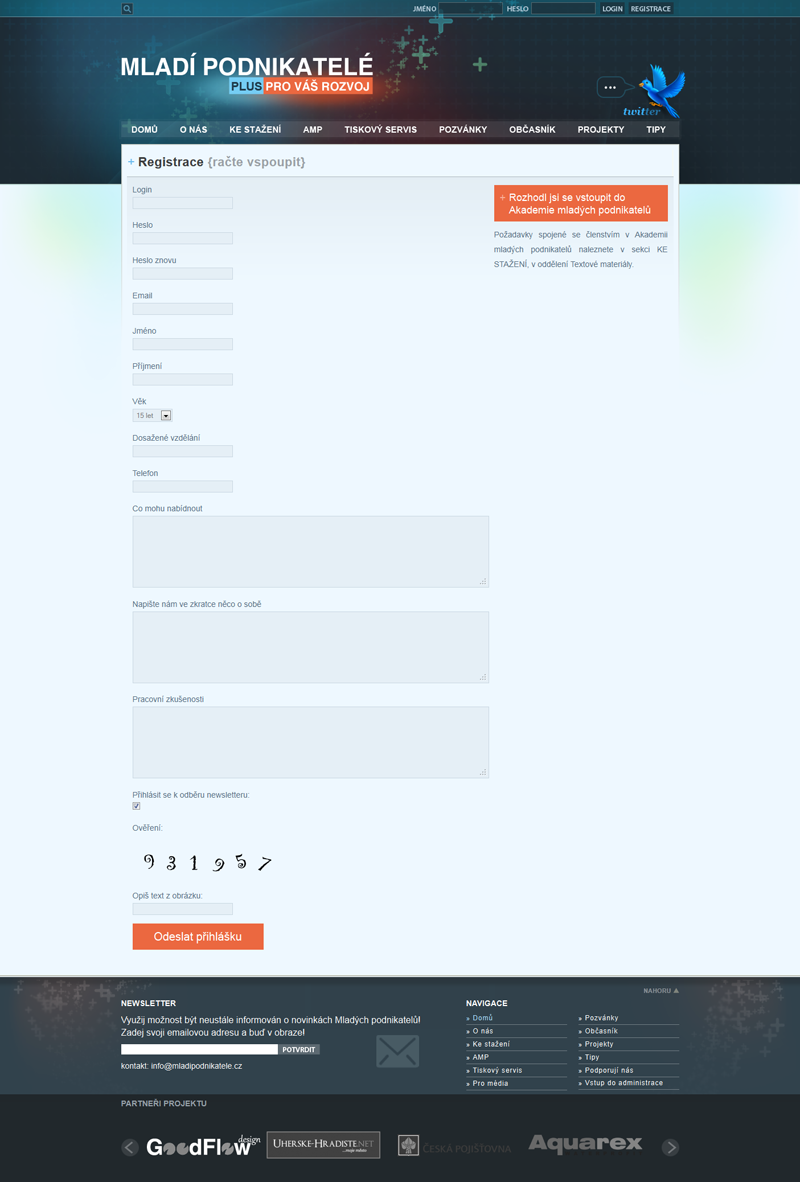 JMÉNO HESLO LOGIN REGISTRACE
MLADÍ PODNIKATELÉ
PLUS PRO VÁŠ ROZVOJ
twitter
DOMŮ O NÁS KE STAŽENÍ AMP TISKOVÝ SERVIS POZVÁNKY OBČASNÍK PROJEKTY TIPY
+ Registrace {račte vspoupit}
Login
Heslo
Heslo znovu
Email
Jméno
Příjmení
Věk
15 let
Dosažené vzdělání
Telefon
Co mohu nabídnout
Napište nám ve zkratce něco o sobě
Pracovní zkušenosti
Přihlásit se k odběru newsletteru:
Ověření:
9 3 1 9 5 7
Opiš text z obrázku:
Odeslat přihlášku
+ Rozhodl jsi se vstoupit do
Akademie mladých podnikatelů
Požadavky spojené se členstvím v Akademii
mladých podnikatelů naleznete v sekci KE
STAŽENÍ, v oddělení Textové materiály.
NAHORU
NEWSLETTER
Využij možnost být neustále informován o novinkách Mladých podnikatelů!
Zadej svoji emailovou adresu a buď v obraze!
POTVRDIT
kontakt: info@mladipodnikatele.cz
NAVIGACE
» Domů
» O nás
» Ke stažení
» AMP
» Tiskový servis
» Pro média
» Pozvánky
» Občasník
» Projekty
» Tipy
» Podporují nás
» Vstup do administrace
PARTNEŘI PROJEKTU
GoodFlow design
UHERSKE-HRADISTE.NET
...moje město
ČESKÁ POJIŠŤOVNA
Aquarex